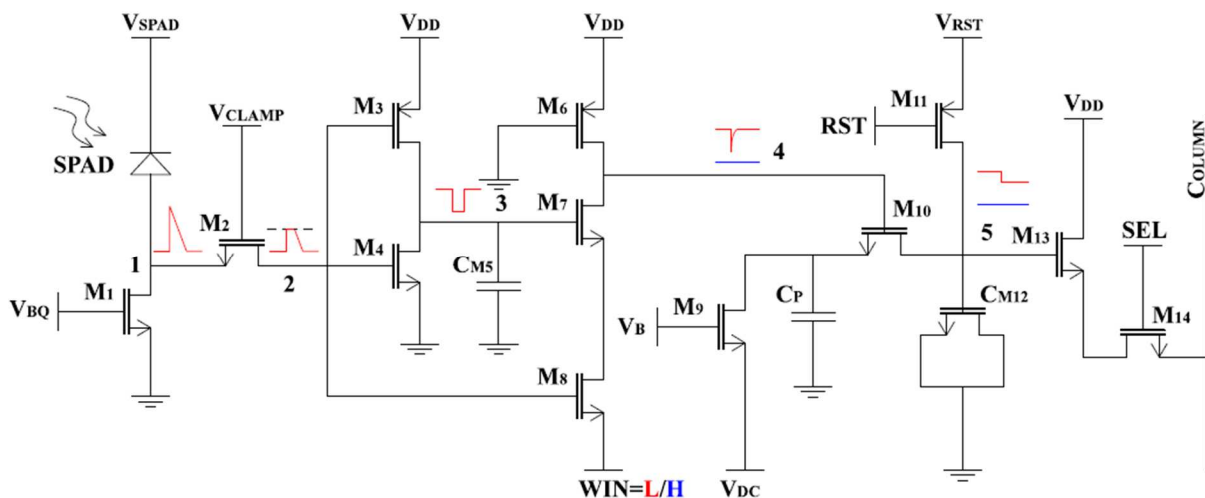 VSPAD
VDD
VDD
VRST
M3
M6
M11
VDD
VCLAMP
RST
4
SPAD
COLUMN
M2
3
M7
M10
M13
SEL
1
2
M4
CM5
5
M1
CP
CM12
M14
VBQ
VB
M9
M8
WIN=L/H
VDC